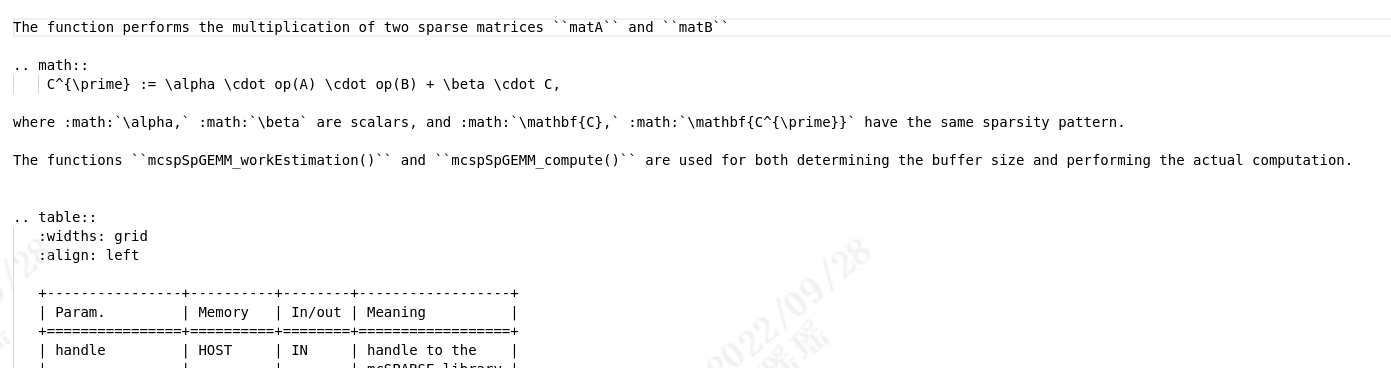 The function performs the multiplication of two sparse matrices ``matA`` and ``matB``
.. math::
C^{\prime} := \alpha \cdot op(A) \cdot op(B) + \beta \cdot C,
where :math:`\alpha,` :math:`\beta` are scalars, and :math:`\mathbf{C},` :math:`\mathbf{C^{\prime}}` have the same sparsity pattern.
The functions ``mcspSpGEMM_workEstimation()`` and ``mcspSpGEMM_compute()`` are used for both determining the buffer size and performing the actual computation.
.. table::
:widths: grid
:align: left
+----------------+----------+--------+------------------+
| Param.         | Memory   | In/out | Meaning          |
+================+==========+========+==================+
| handle         | HOST     | IN     | handle to the    |
|                |          |        | mcSPARSE library |
2022/09/28